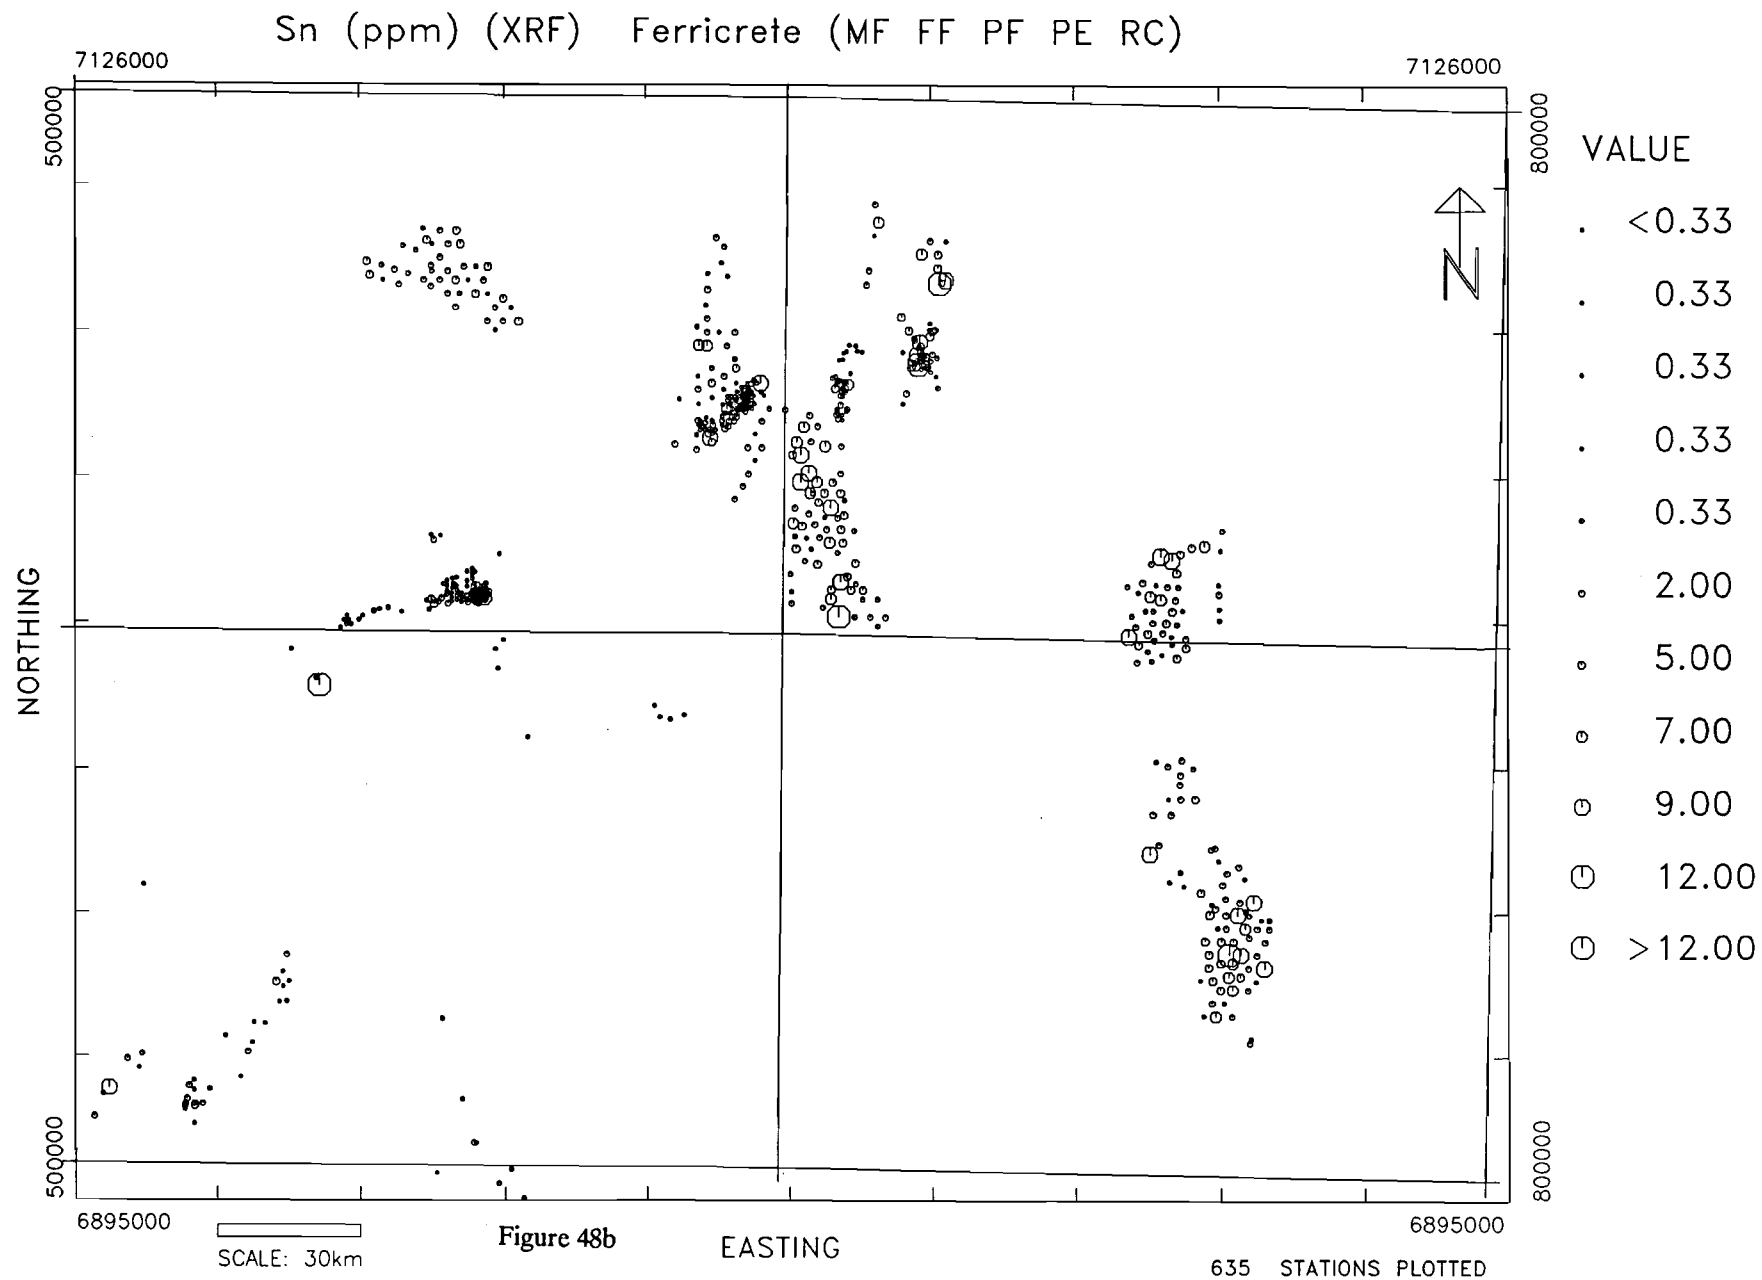 Sn (ppm) (XRF) Ferricrete (MF FF PF PE RC)
7126000 7126000
500000
800000
VALUE
<0.33
0.33
0.33
0.33
0.33
2.00
5.00
7.00
9.00
12.00
>12.00
N
NORTHING
500000
800000
6895000 6895000
SCALE: 30km
Figure 48b
EASTING
635 STATIONS PLOTTED